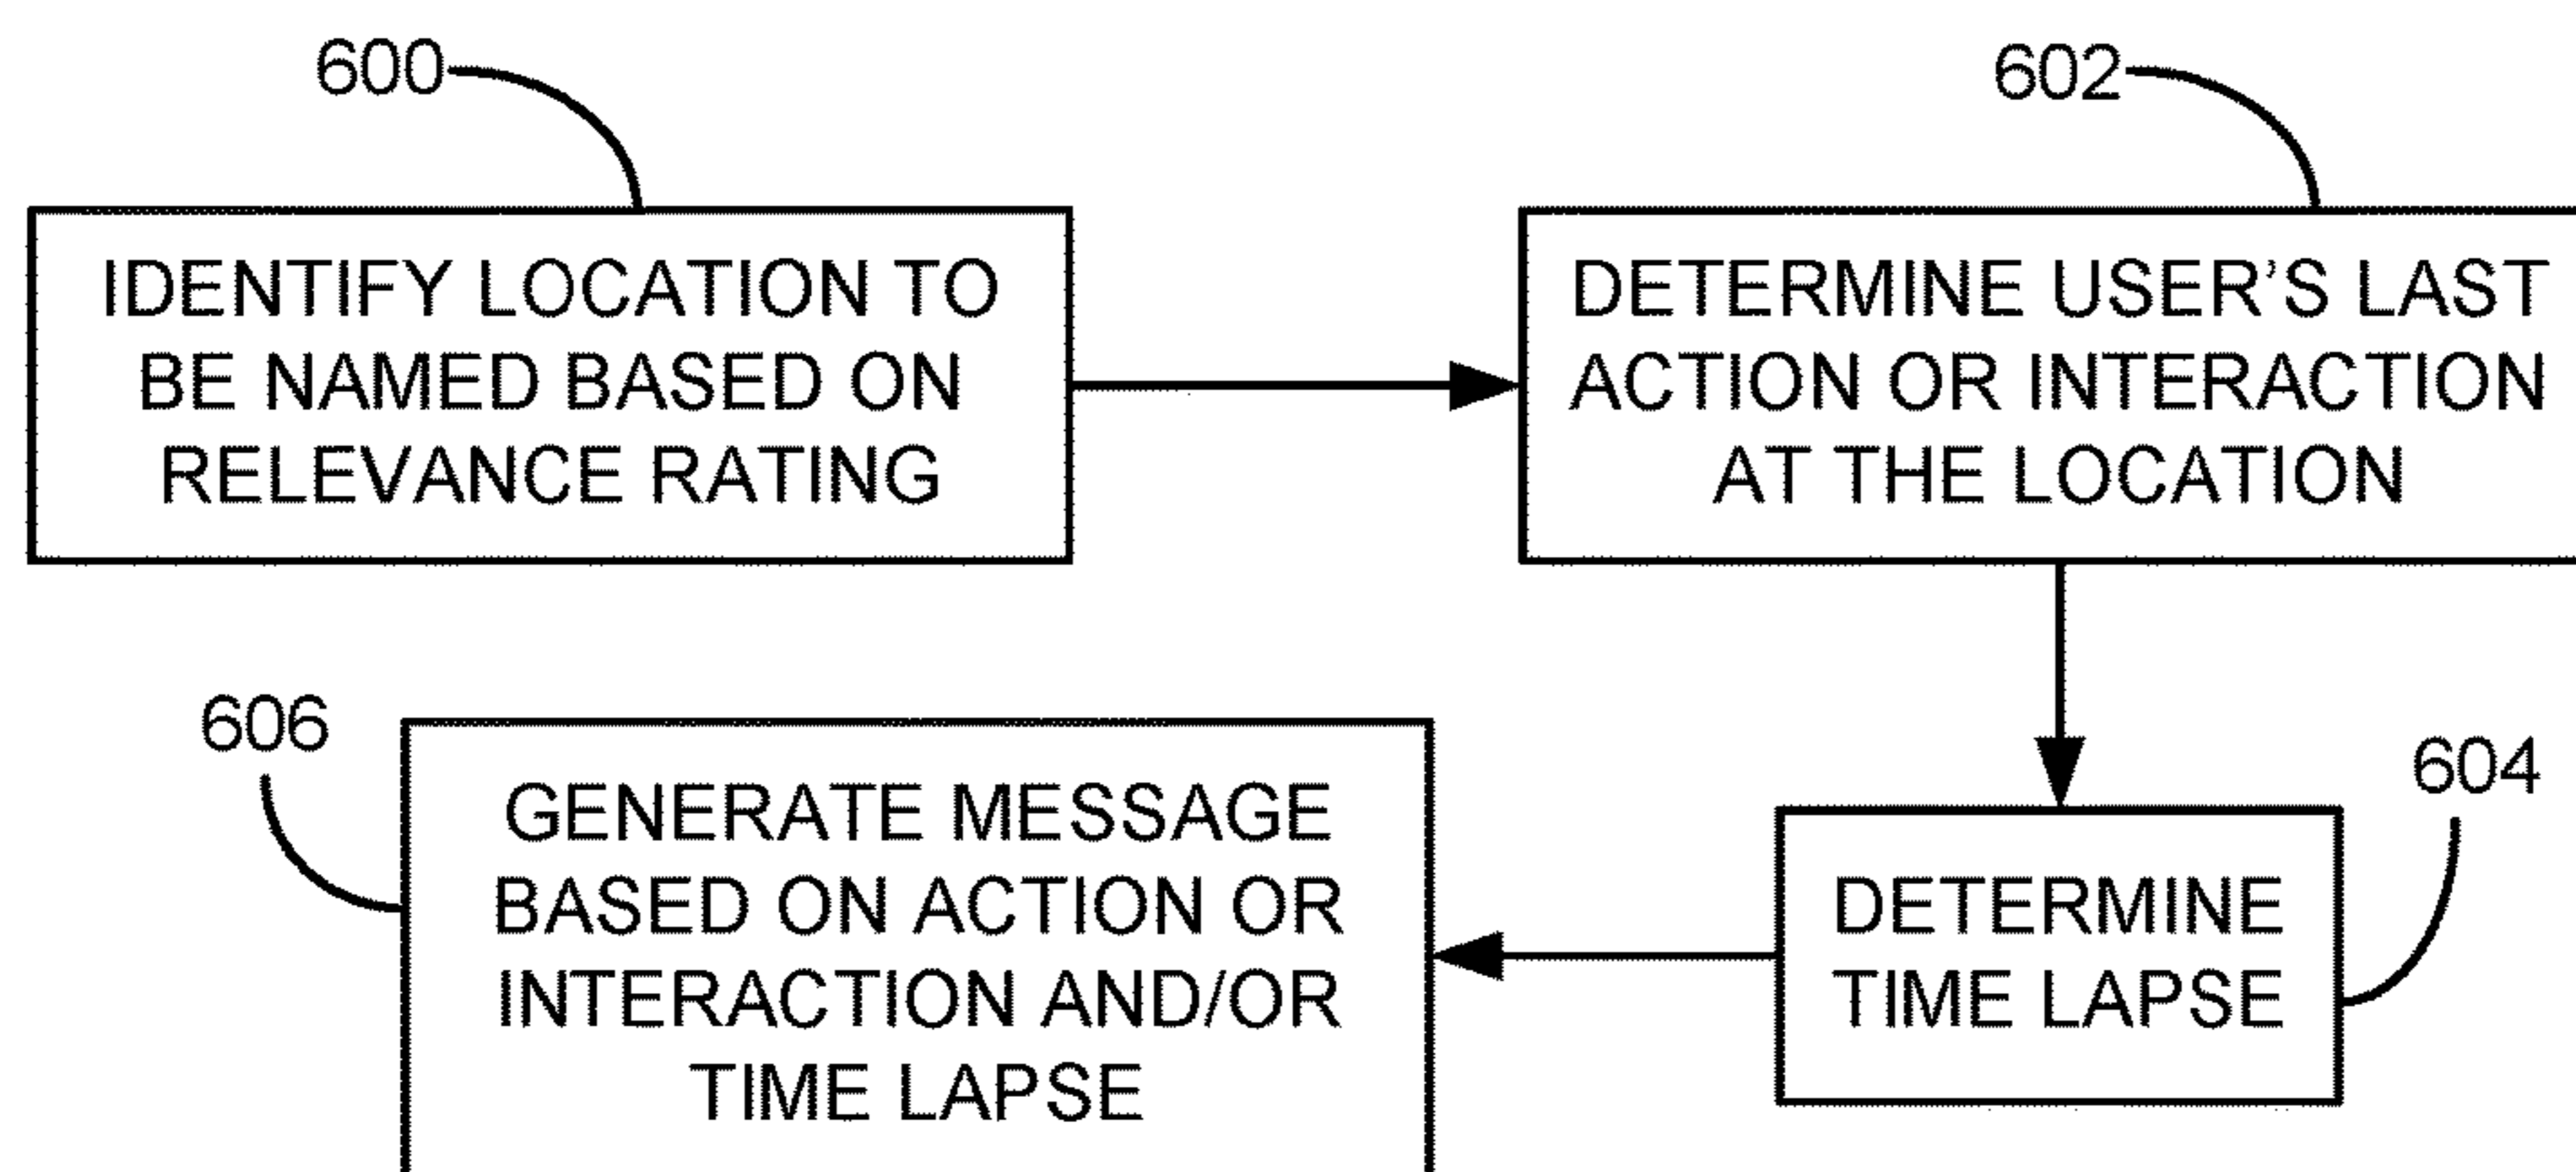 600
IDENTIFY LOCATION TO
BE NAMED BASED ON
RELEVANCE RATING
602
DETERMINE USER’S LAST
ACTION OR INTERACTION
AT THE LOCATION
604
DETERMINE
TIME LAPSE
606
GENERATE MESSAGE
BASED ON ACTION OR
INTERACTION AND/OR
TIME LAPSE